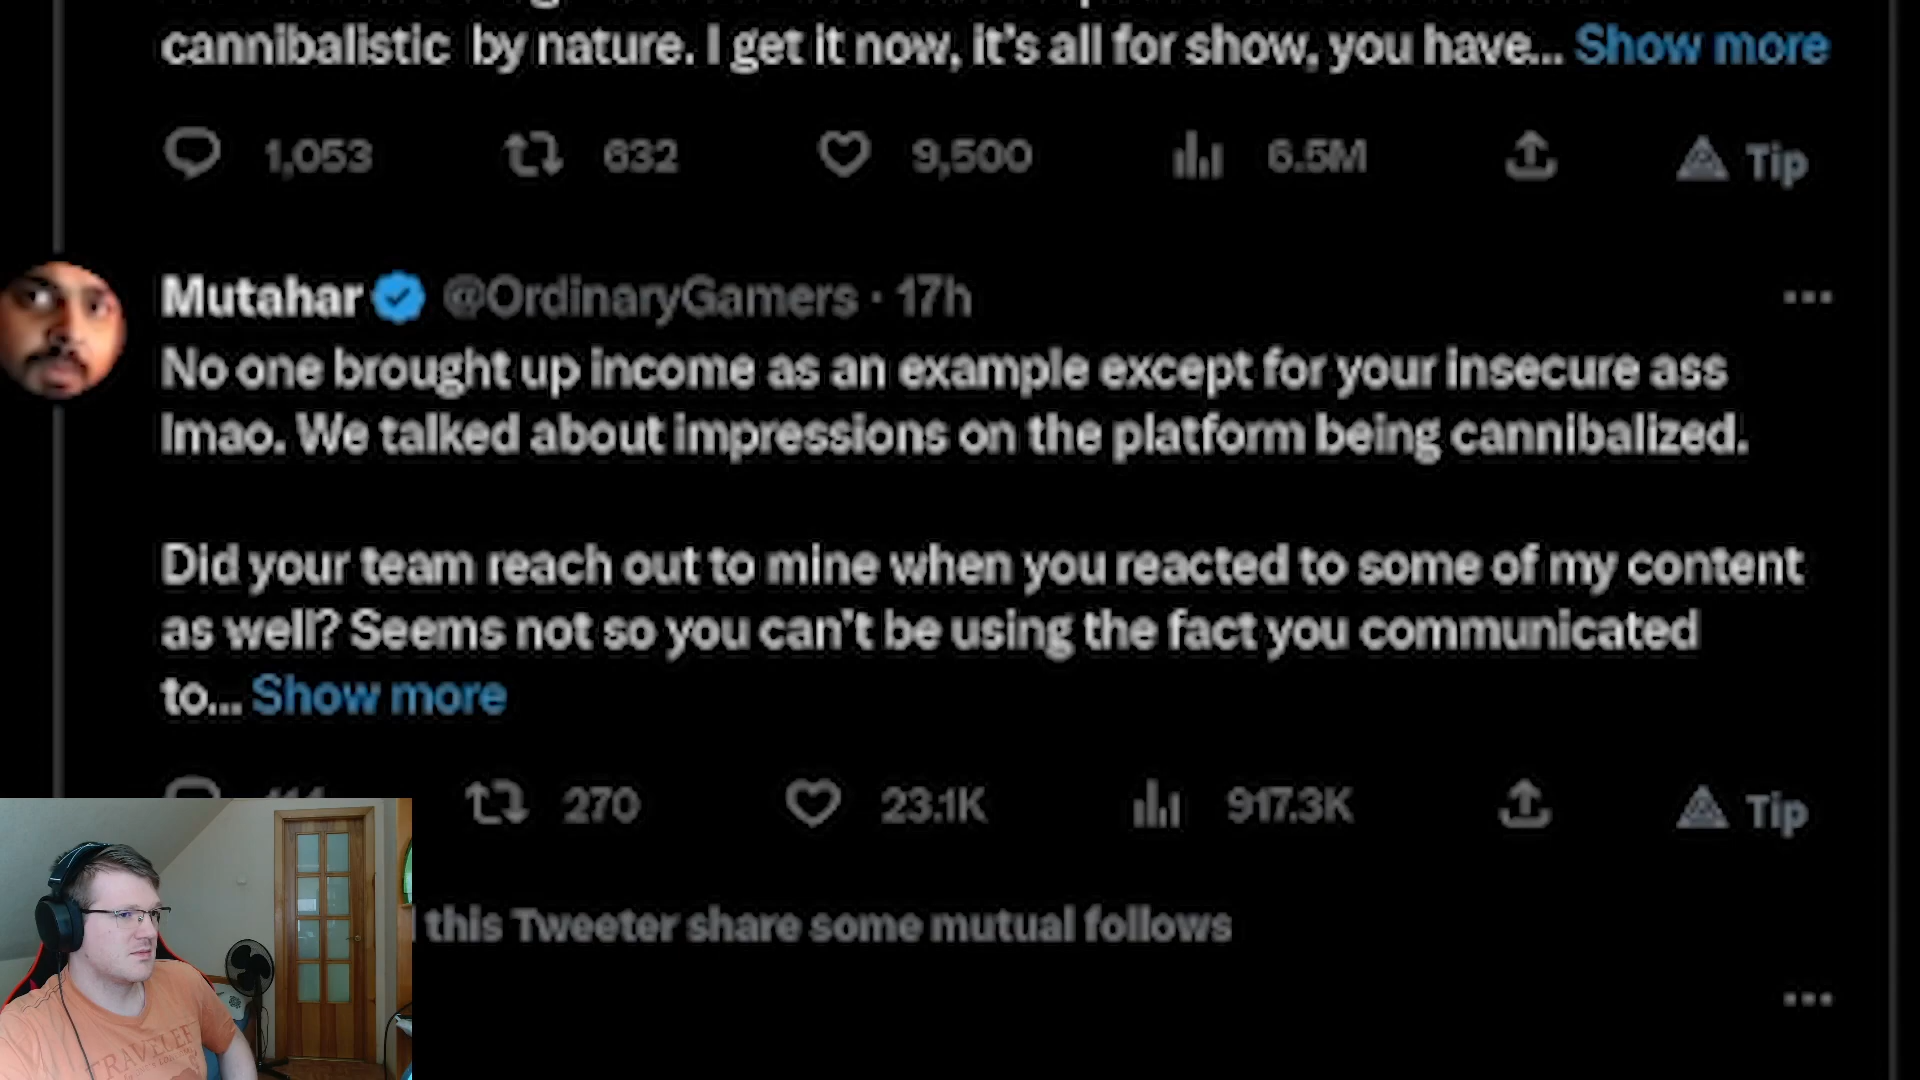 cannibalistic by nature. I get it now, it's all for show, you have... Show more
1,053 632 9,500 6.5M Tip
Mutahar @OrdinaryGamers · 17h
No one brought up income as an example except for your insecure ass
lmao. We talked about impressions on the platform being cannibalized.
Did your team reach out to mine when you reacted to some of my content
as well? Seems not so you can't be using the fact you communicated
to... Show more
270 23.1K 917.3K Tip
this Tweeter share some mutual follows
TRAVELER